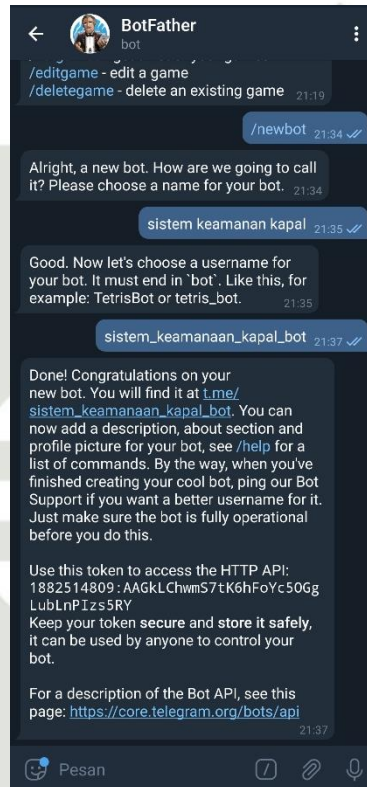 BotFather
bot
/editgame - edit a game
/deletegame - delete an existing game 21:19
/newbot 21:34
Alright, a new bot. How are we going to call
it? Please choose a name for your bot. 21:34
sistem keamanan kapal 21:35
Good. Now let's choose a username for
your bot. It must end in `bot`. Like this, for
example: TetrisBot or tetris_bot. 21:35
sistem_keamanaan_kapal_bot 21:37
Done! Congratulations on your
new bot. You will find it at t.me/
sistem_keamanaan_kapal_bot. You can
now add a description, about section and
profile picture for your bot, see /help for a
list of commands. By the way, when you've
finished creating your cool bot, ping our Bot
Support if you want a better username for it.
Just make sure the bot is fully operational
before you do this.
Use this token to access the HTTP API:
1882514809:AAGkLChwmS7tK6hFoYc5OGg
LubLnPIzs5RY
Keep your token secure and store it safely,
it can be used by anyone to control your
bot.
For a description of the Bot API, see this
page: https://core.telegram.org/bots/api
21:37
Pesan